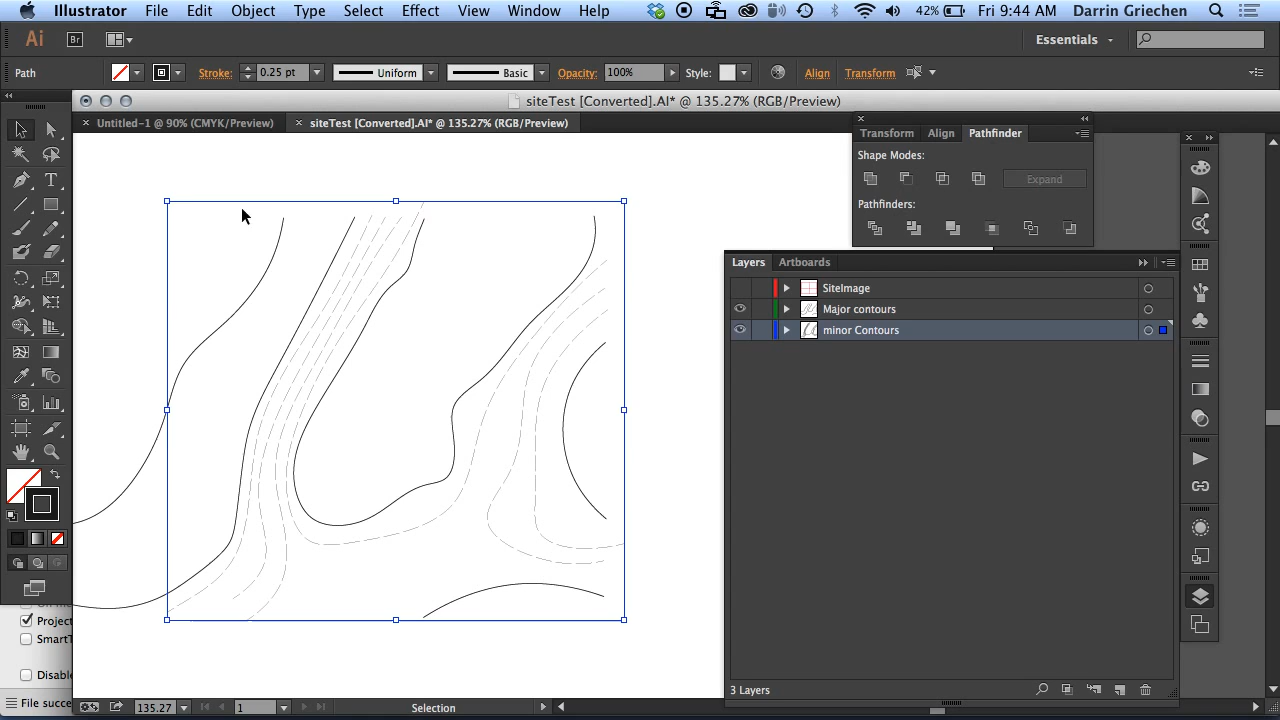 Illustrator File Edit Object Type Select Effect View Window Help 42% Fri 9:44 AM Darrin Griechen
Ai Br Essentials
Path Stroke: 0.25 pt Uniform Basic Opacity: 100% Style: Align Transform
siteTest [Converted].AI* @ 135.27% (RGB/Preview)
Untitled-1 @ 90% (CMYK/Preview) siteTest [Converted].AI* @ 135.27% (RGB/Preview)
Transform Align Pathfinder
Shape Modes:
Expand
Pathfinders:
Layers Artboards
SiteImage
Major contours
minor Contours
Project
SmartT
Disable
3 Layers
File succe
135.27 1 Selection